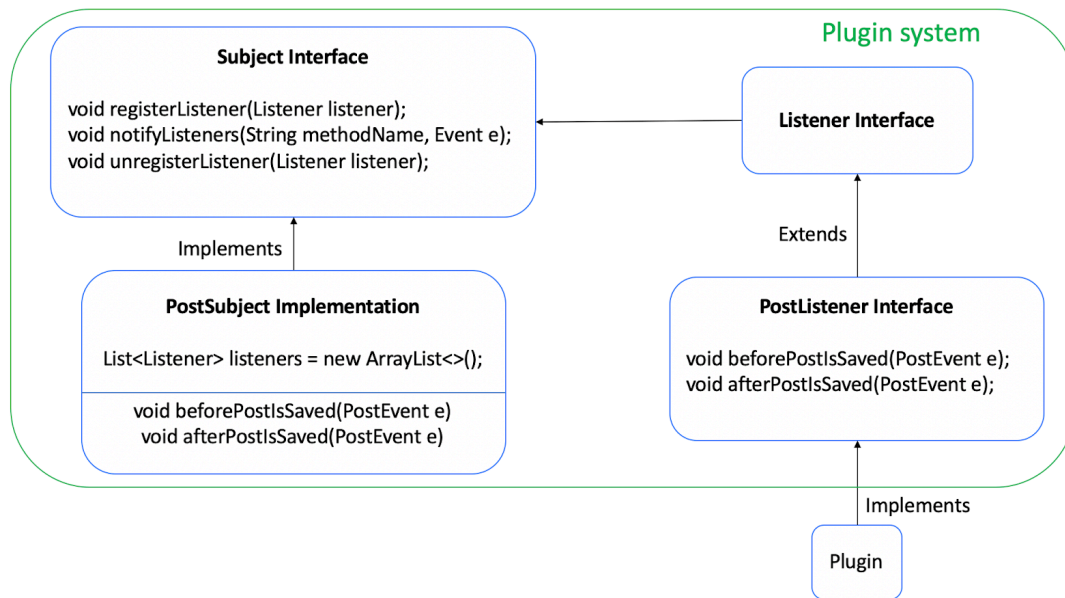 Plugin system
Subject Interface
void registerListener(Listener listener);
void notifyListeners(String methodName, Event e);
void unregisterListener(Listener listener);
Listener Interface
Implements
Extends
PostSubject Implementation
List<Listener> listeners = new ArrayList<>();
void beforePostIsSaved(PostEvent e)
void afterPostIsSaved(PostEvent e)
PostListener Interface
void beforePostIsSaved(PostEvent e);
void afterPostIsSaved(PostEvent e);
Implements
Plugin